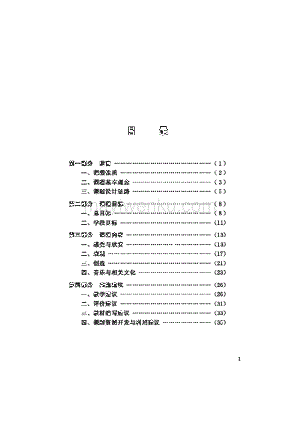 目 录
第一部分 前言 （1）
一、课程性质 （2）
二、课程基本理念 （3）
三、课程设计思路 （5）
第二部分 课程目标 （8）
一、总目标 （8）
二、学段目标 （11）
第三部分 课程内容 （13）
一、感受与欣赏 （13）
二、表现 （17）
三、创造 （21）
四、音乐与相关文化 （23）
第四部分 实施建议 （26）
一、教学建议 （26）
二、评价建议 （31）
三、教材编写建议 （33）
四、课程资源开发与利用建议 （35）
1